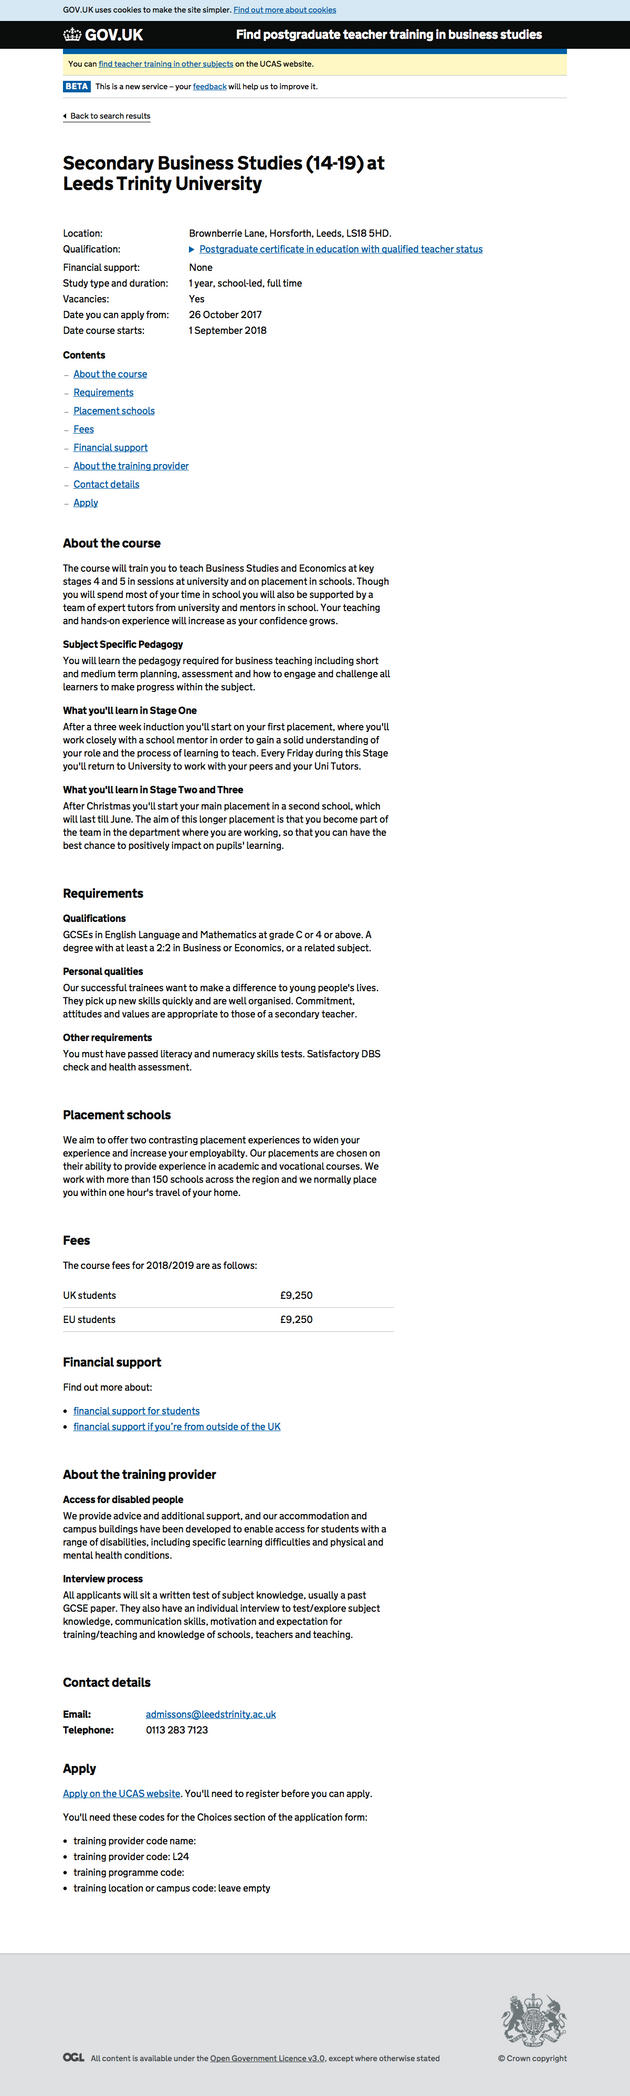 GOV.UK uses cookies to make the site simpler. Find out more about cookies
GOV.UK Find postgraduate teacher training in business studies
You can find teacher training in other subjects on the UCAS website.
BETA This is a new service – your feedback will help us to improve it.
Back to search results
Secondary Business Studies (14-19) at
Leeds Trinity University
Location: Brownberrie Lane, Horsforth, Leeds, LS18 5HD.
Qualification: Postgraduate certificate in education with qualified teacher status
Financial support: None
Study type and duration: 1 year, school-led, full time
Vacancies: Yes
Date you can apply from: 26 October 2017
Date course starts: 1 September 2018
Contents
– About the course
– Requirements
– Placement schools
– Fees
– Financial support
– About the training provider
– Contact details
– Apply
About the course
The course will train you to teach Business Studies and Economics at key
stages 4 and 5 in sessions at university and on placement in schools. Though
you will spend most of your time in school you will also be supported by a
team of expert tutors from university and mentors in school. Your teaching
and hands-on experience will increase as your confidence grows.
Subject Specific Pedagogy
You will learn the pedagogy required for business teaching including short
and medium term planning, assessment and how to engage and challenge all
learners to make progress within the subject.
What you'll learn in Stage One
After a three week induction you'll start on your first placement, where you'll
work closely with a school mentor in order to gain a solid understanding of
your role and the process of learning to teach. Every Friday during this Stage
you'll return to University to work with your peers and your Uni Tutors.
What you'll learn in Stage Two and Three
After Christmas you'll start your main placement in a second school, which
will last till June. The aim of this longer placement is that you become part of
the team in the department where you are working, so that you can have the
best chance to positively impact on pupils' learning.
Requirements
Qualifications
GCSEs in English Language and Mathematics at grade C or 4 or above. A
degree with at least a 2:2 in Business or Economics, or a related subject.
Personal qualities
Our successful trainees want to make a difference to young people's lives.
They pick up new skills quickly and are well organised. Commitment,
attitudes and values are appropriate to those of a secondary teacher.
Other requirements
You must have passed literacy and numeracy skills tests. Satisfactory DBS
check and health assessment.
Placement schools
We aim to offer two contrasting placement experiences to widen your
experience and increase your employabilty. Our placements are chosen on
their ability to provide experience in academic and vocational courses. We
work with more than 150 schools across the region and we normally place
you within one hour's travel of your home.
Fees
The course fees for 2018/2019 are as follows:
UK students £9,250
EU students £9,250
Financial support
Find out more about:
• financial support for students
• financial support if you're from outside of the UK
About the training provider
Access for disabled people
We provide advice and additional support, and our accommodation and
campus buildings have been developed to enable access for students with a
range of disabilities, including specific learning difficulties and physical and
mental health conditions.
Interview process
All applicants will sit a written test of subject knowledge, usually a past
GCSE paper. They also have an individual interview to test/explore subject
knowledge, communication skills, motivation and expectation for
training/teaching and knowledge of schools, teachers and teaching.
Contact details
Email: admissons@leedstrinity.ac.uk
Telephone: 0113 283 7123
Apply
Apply on the UCAS website. You'll need to register before you can apply.
You'll need these codes for the Choices section of the application form:
• training provider code name:
• training provider code: L24
• training programme code:
• training location or campus code: leave empty
OGL All content is available under the Open Government Licence v3.0, except where otherwise stated
© Crown copyright